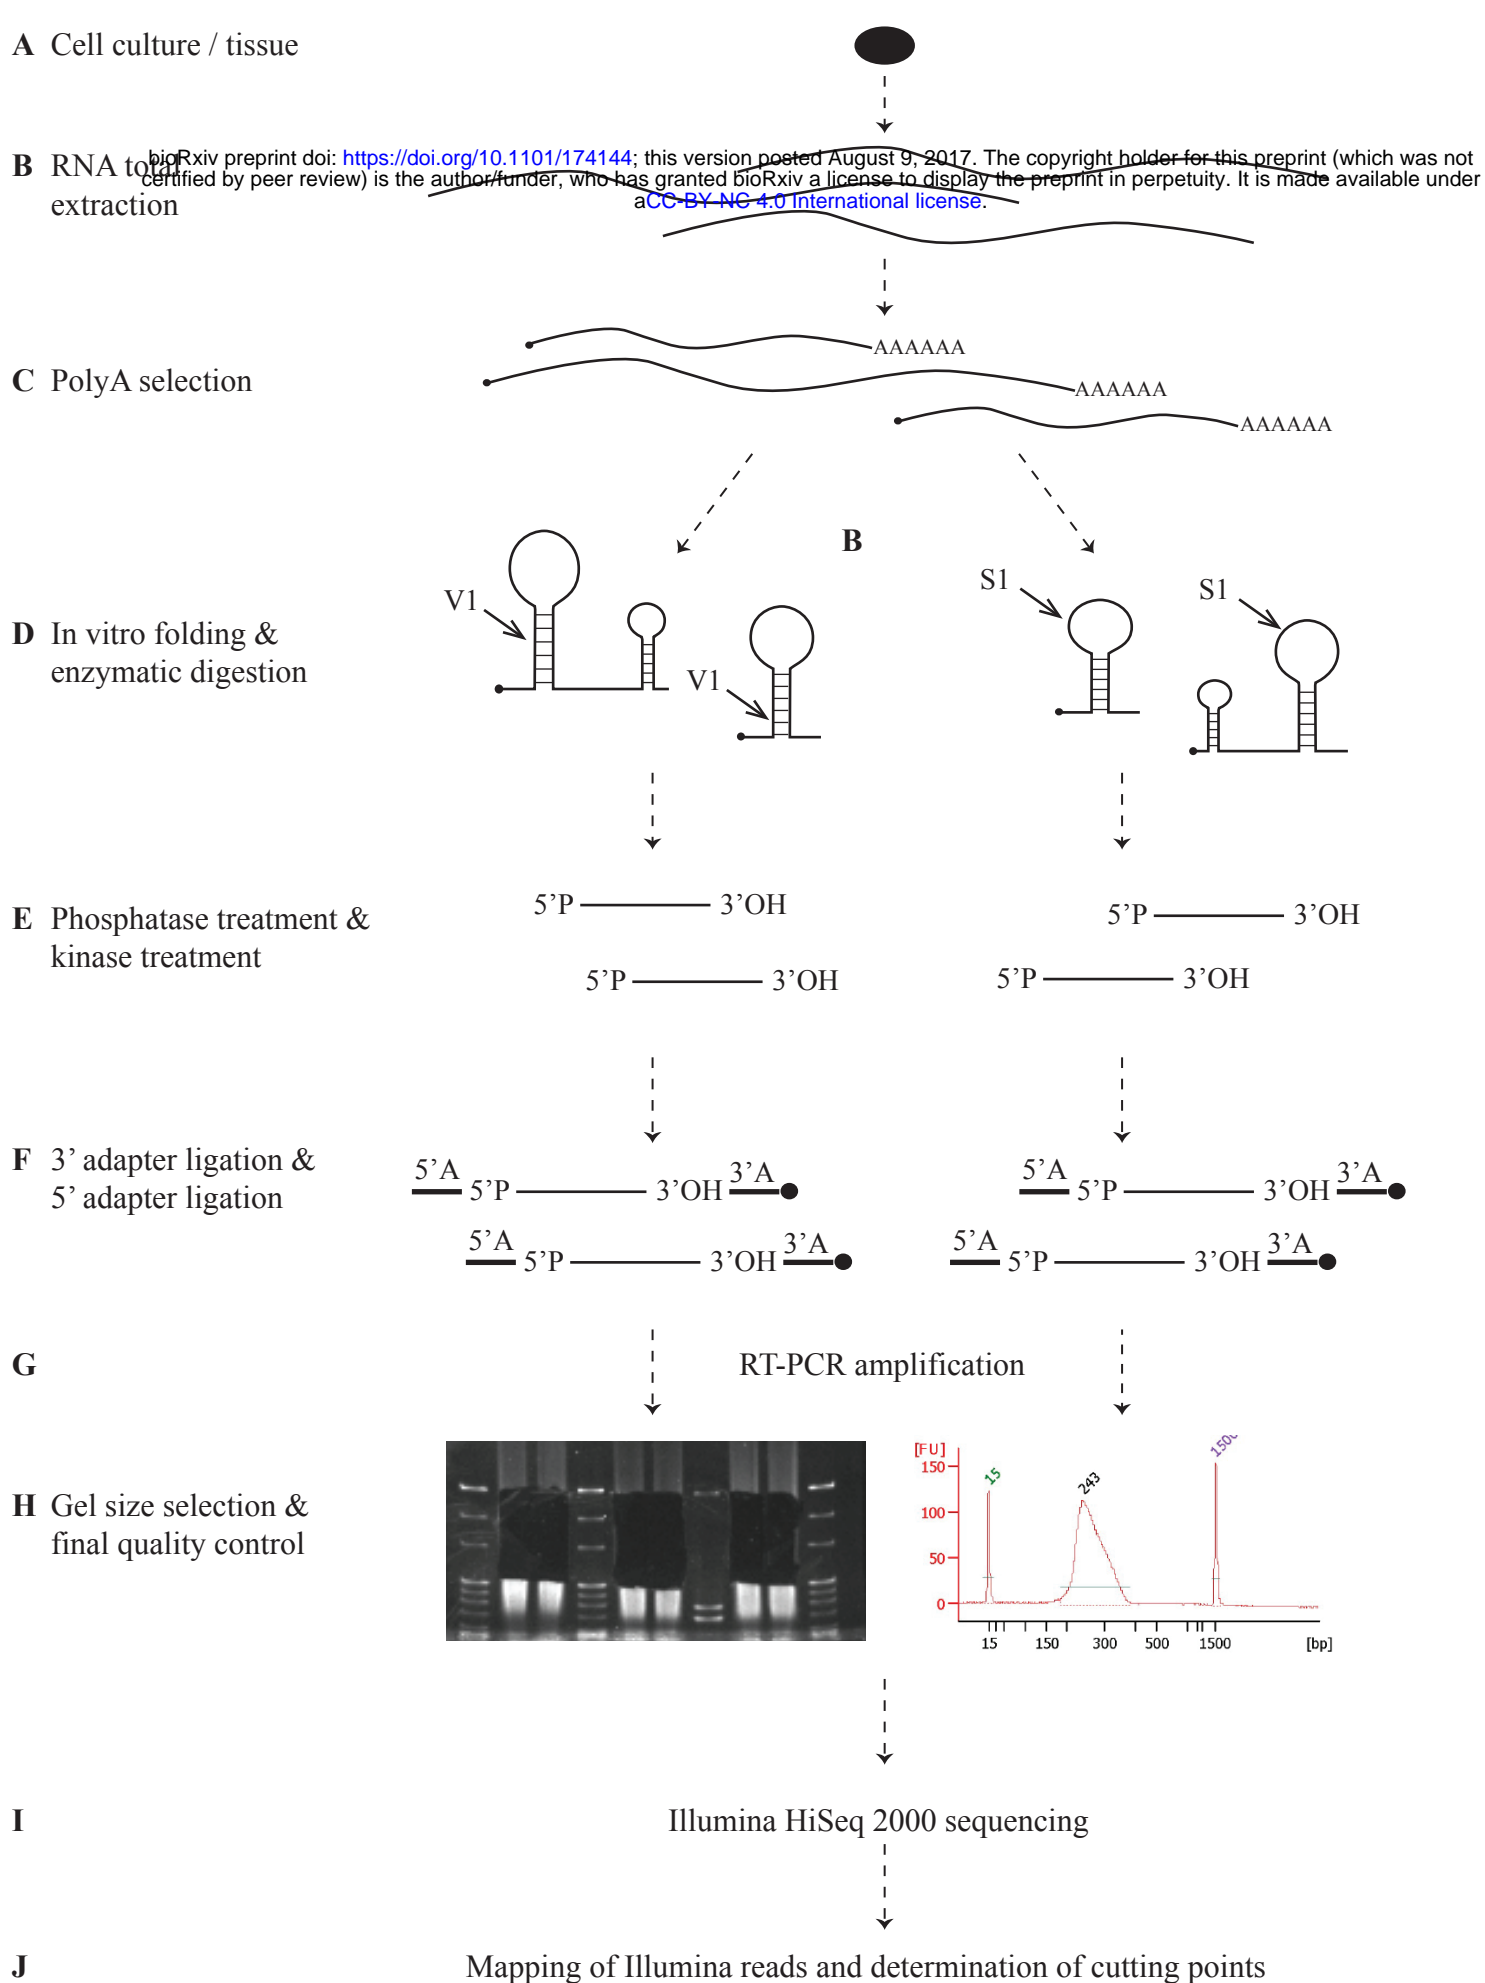 A Cell culture / tissue
B RNA total
extraction
bioRxiv preprint doi: https://doi.org/10.1101/174144; this version posted August 9, 2017. The copyright holder for this preprint (which was not
certified by peer review) is the author/funder, who has granted bioRxiv a license to display the preprint in perpetuity. It is made available under
aCC-BY-NC 4.0 International license.
AAAAAA
C PolyA selection
AAAAAA
AAAAAA
B
V1
S1
S1
D In vitro folding &
enzymatic digestion
V1
E Phosphatase treatment &
kinase treatment
5’P 3’OH
5’P 3’OH
5’P 3’OH
5’P 3’OH
F 3’ adapter ligation &
5’ adapter ligation
5’A 5’P 3’OH 3’A
5’A 5’P 3’OH 3’A
5’A 5’P 3’OH 3’A
5’A 5’P 3’OH 3’A
G RT-PCR amplification
H Gel size selection &
final quality control
[FU]
150
100
50
0
15
243
15 150 300 500 1500 [bp]
I Illumina HiSeq 2000 sequencing
J Mapping of Illumina reads and determination of cutting points